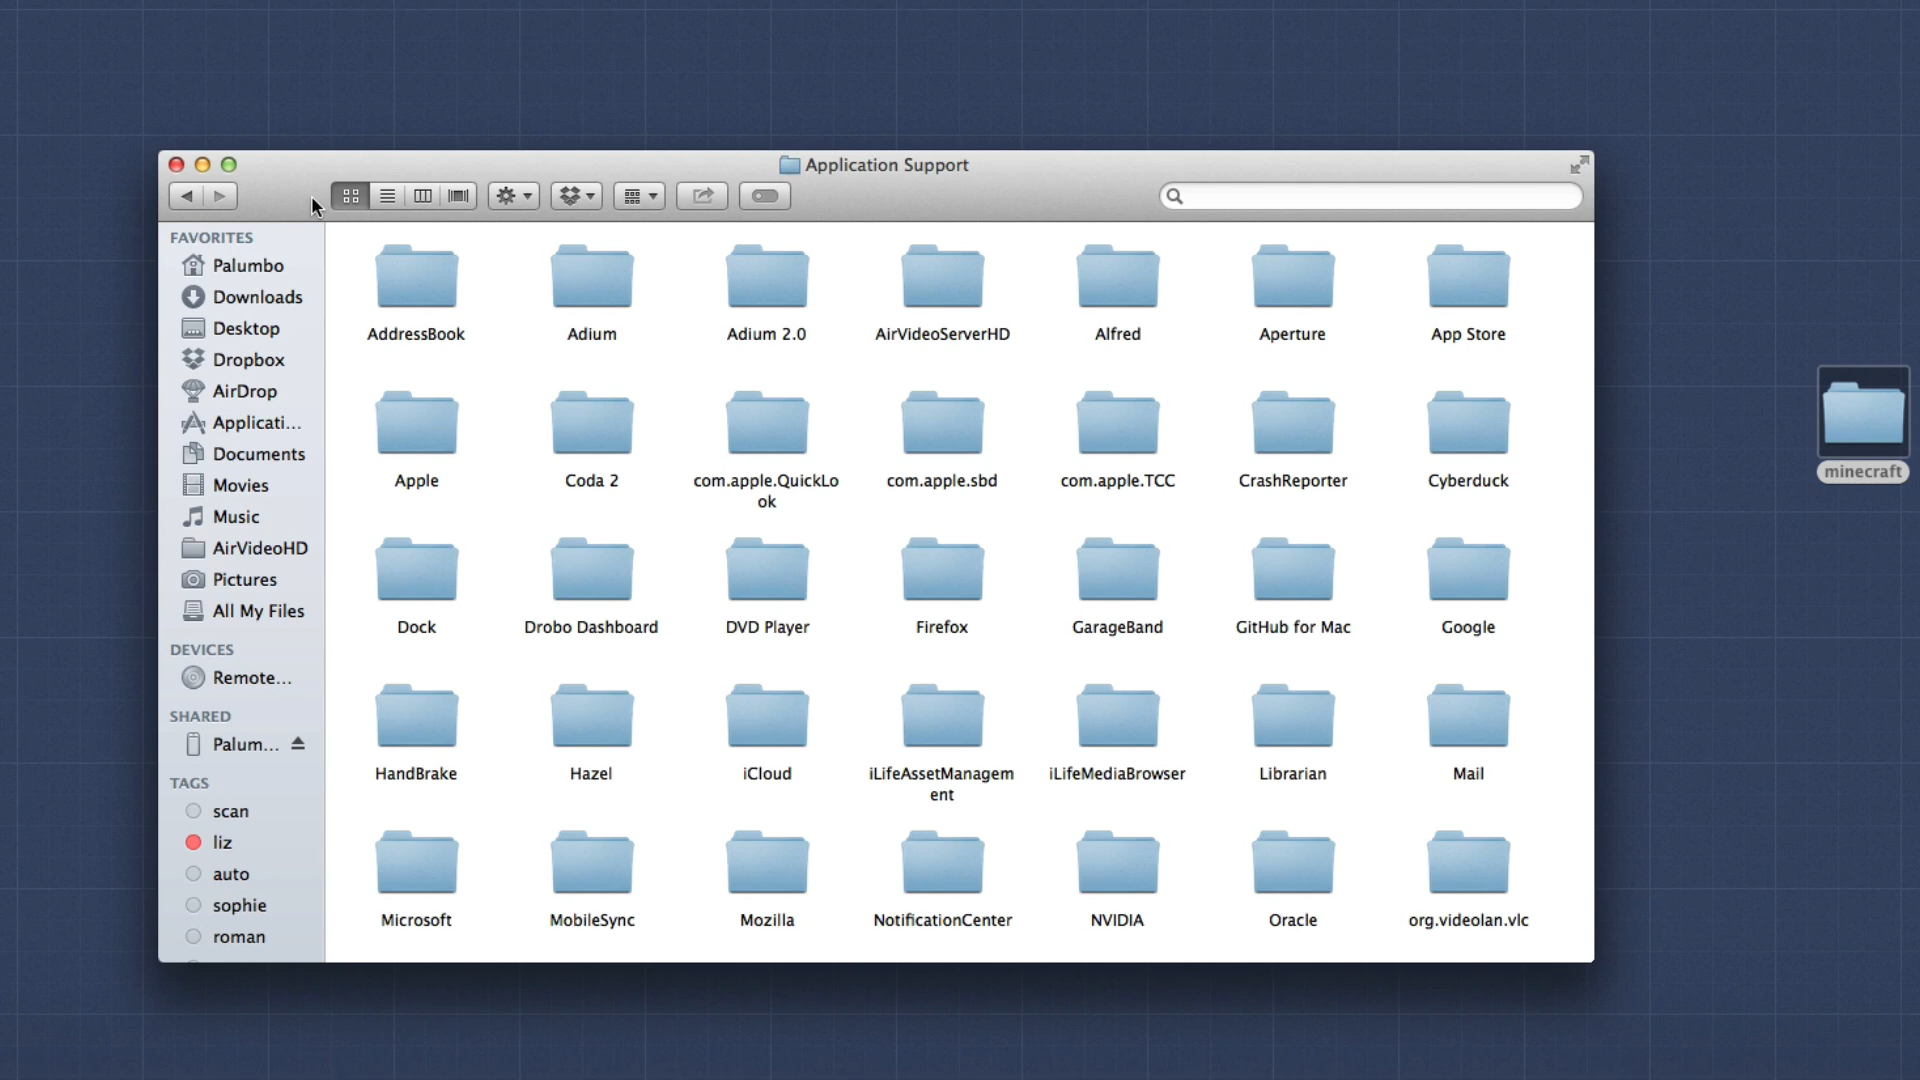 Application Support
FAVORITES
Palumbo
Downloads
Desktop
Dropbox
AirDrop
Applicati...
Documents
Movies
Music
AirVideoHD
Pictures
All My Files
DEVICES
Remote...
SHARED
Palum...
TAGS
scan
liz
auto
sophie
roman
AddressBook
Adium
Adium 2.0
AirVideoServerHD
Alfred
Aperture
App Store
Apple
Coda 2
com.apple.QuickLo
ok
com.apple.sbd
com.apple.TCC
CrashReporter
Cyberduck
Dock
Drobo Dashboard
DVD Player
Firefox
GarageBand
GitHub for Mac
Google
HandBrake
Hazel
iCloud
iLifeAssetManagem
ent
iLifeMediaBrowser
Librarian
Mail
Microsoft
MobileSync
Mozilla
NotificationCenter
NVIDIA
Oracle
org.videolan.vlc
minecraft